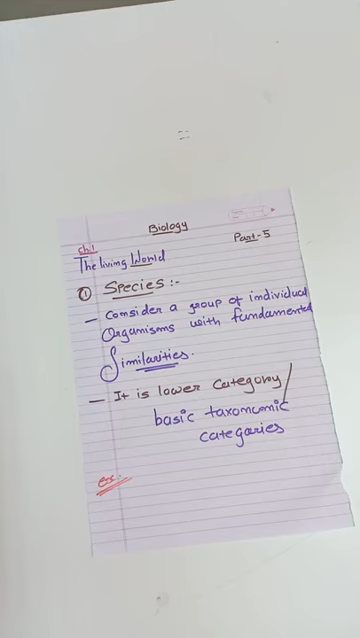 Biology
Ch1
Part-5
The living World
① Species :-
– Consider a group of individual
Organisms with fundamental
Similarities.
– It is lower category/
basic taxonomic
categories
ex:-